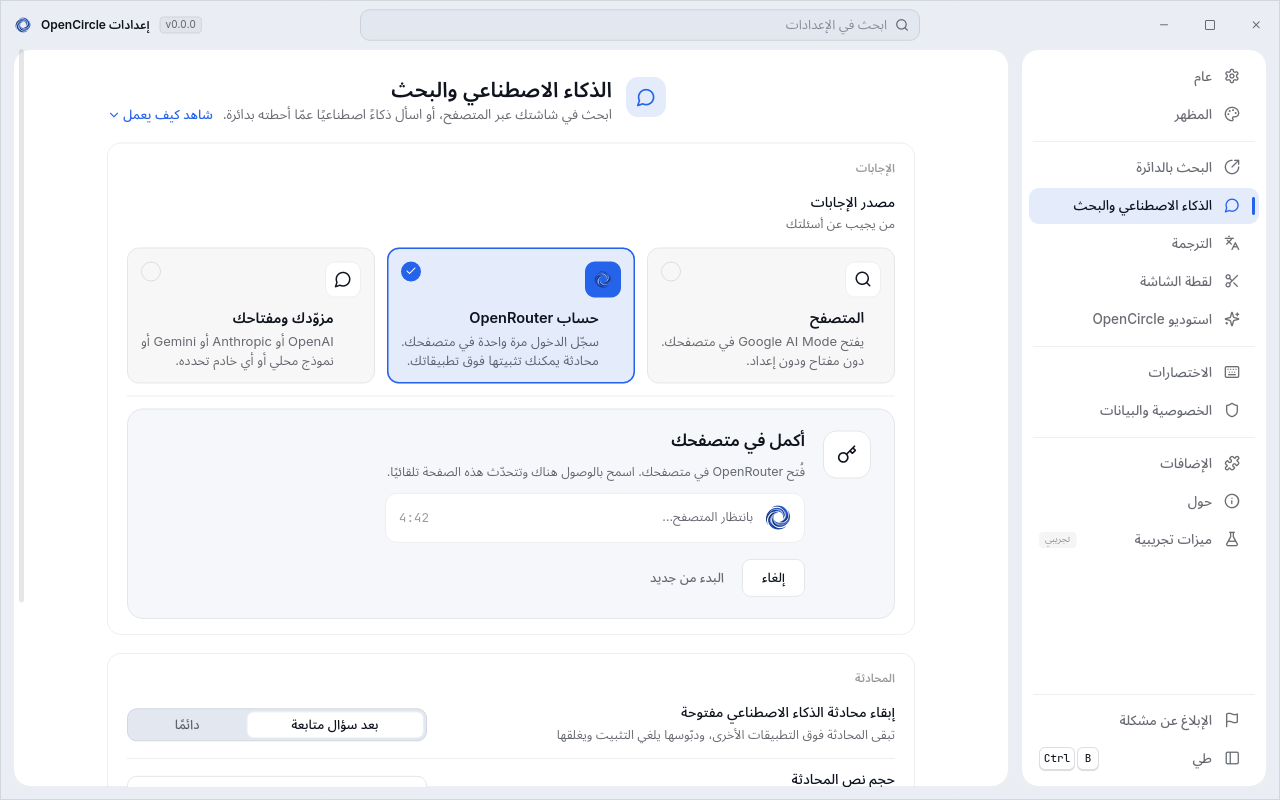 إعدادات OpenCircle
v0.0.0
ابحث في الإعدادات
عام
المظهر
البحث بالدائرة
الذكاء الاصطناعي والبحث
الترجمة
لقطة الشاشة
استوديو OpenCircle
الاختصارات
الخصوصية والبيانات
الإضافات
حول
ميزات تجريبية
تجريبي
الإبلاغ عن مشكلة
طي
Ctrl B
الذكاء الاصطناعي والبحث
ابحث في شاشتك عبر المتصفح، أو اسأل ذكاءً اصطناعيًا عمّا أحطته بدائرة. شاهد كيف يعمل
الإجابات
مصدر الإجابات
من يجيب عن أسئلتك
المتصفح
يفتح Google AI Mode في متصفحك.
دون مفتاح ودون إعداد.
حساب OpenRouter
سجّل الدخول مرة واحدة في متصفحك.
محادثة يمكنك تثبيتها فوق تطبيقاتك.
مزوّدك ومفتاحك
OpenAI أو Anthropic أو Gemini أو
نموذج محلي أو أي خادم تحدده.
أكمل في متصفحك
فُتح OpenRouter في متصفحك. اسمح بالوصول هناك وتتحدّث هذه الصفحة تلقائيًا.
بانتظار المتصفح...
4:42
إلغاء
البدء من جديد
المحادثة
إبقاء محادثة الذكاء الاصطناعي مفتوحة
تبقى المحادثة فوق التطبيقات الأخرى، ودبّوسها يلغي التثبيت ويغلقها
بعد سؤال متابعة
دائمًا
حجم نص المحادثة